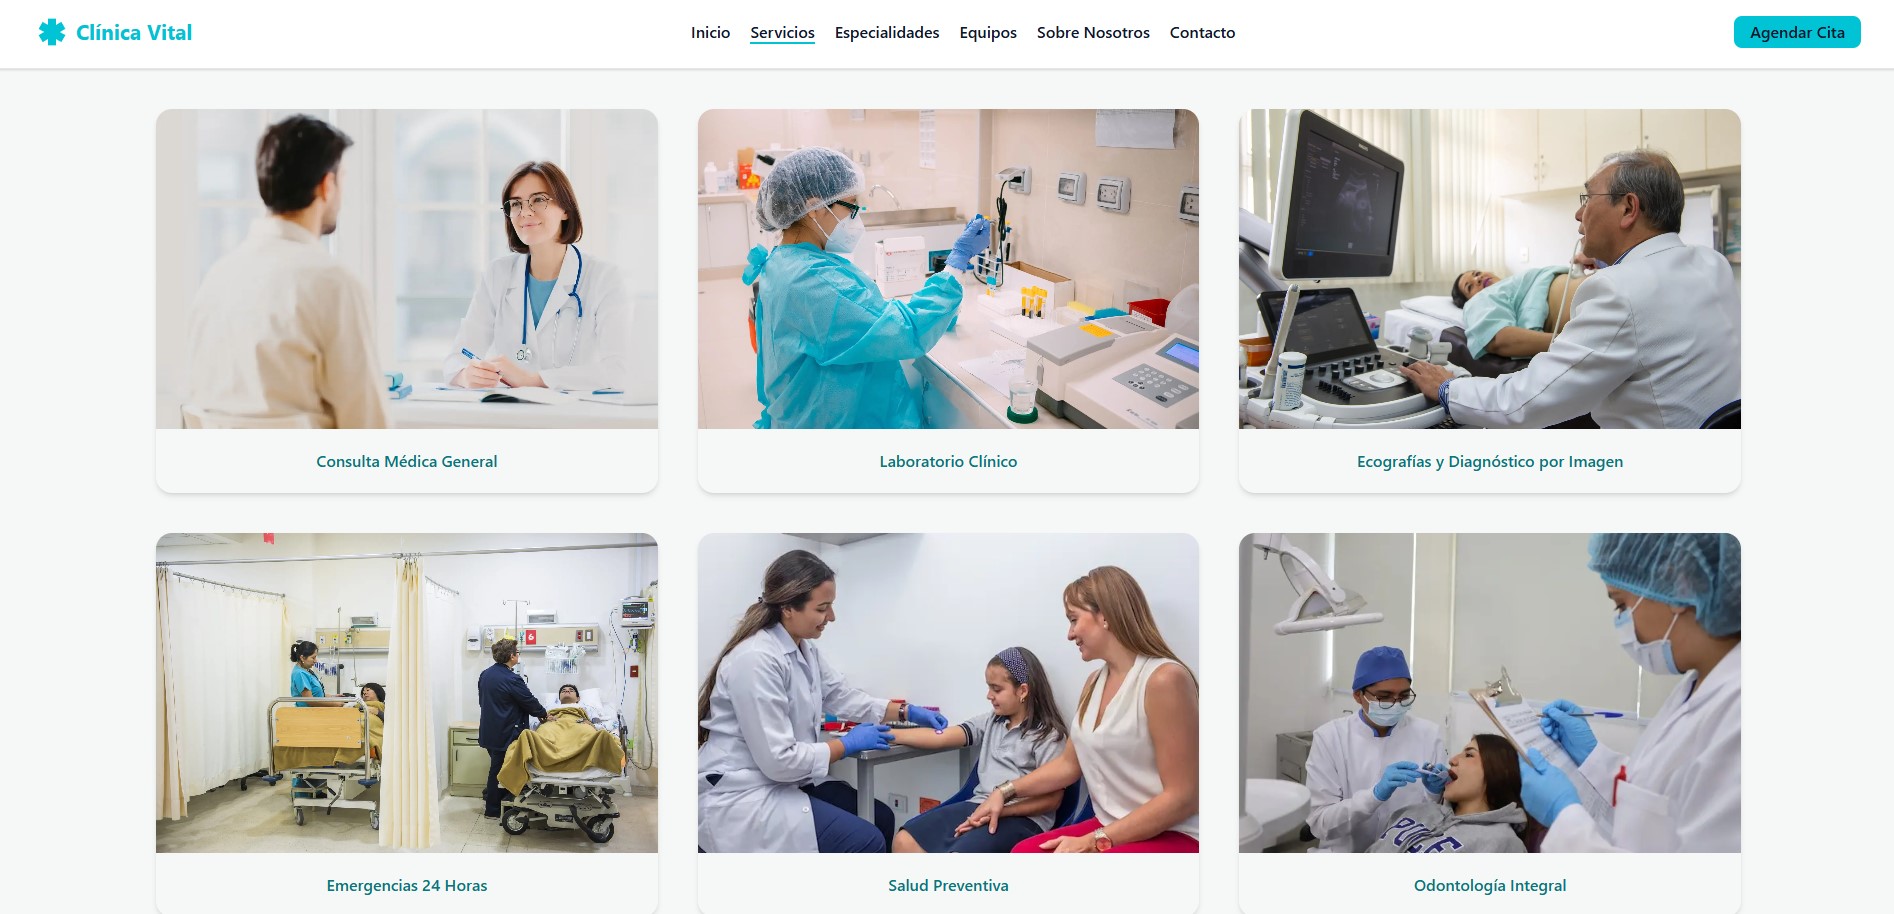 Clínica Vital
Inicio Servicios Especialidades Equipos Sobre Nosotros Contacto
Agendar Cita
Consulta Médica General
Laboratorio Clínico
Ecografías y Diagnóstico por Imagen
6
Emergencias 24 Horas
Salud Preventiva
Odontología Integral